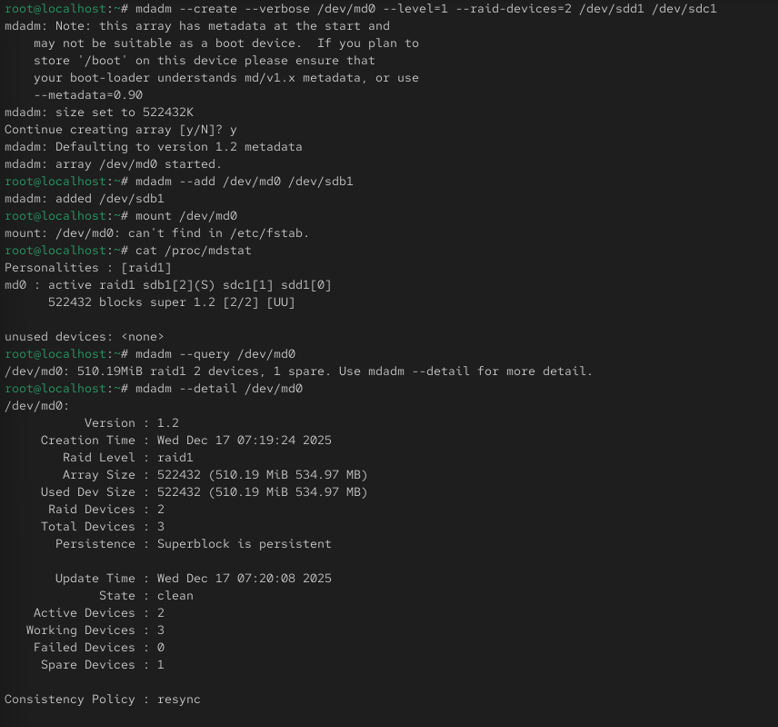 root@localhost:~# mdadm --create --verbose /dev/md0 --level=1 --raid-devices=2 /dev/sdd1 /dev/sdc1
mdadm: Note: this array has metadata at the start and
    may not be suitable as a boot device.  If you plan to
    store '/boot' on this device please ensure that
    your boot-loader understands md/v1.x metadata, or use
    --metadata=0.90
mdadm: size set to 522432K
Continue creating array [y/N]? y
mdadm: Defaulting to version 1.2 metadata
mdadm: array /dev/md0 started.
root@localhost:~# mdadm --add /dev/md0 /dev/sdb1
mdadm: added /dev/sdb1
root@localhost:~# mount /dev/md0
mount: /dev/md0: can't find in /etc/fstab.
root@localhost:~# cat /proc/mdstat
Personalities : [raid1]
md0 : active raid1 sdb1[2](S) sdc1[1] sdd1[0]
      522432 blocks super 1.2 [2/2] [UU]

unused devices: <none>
root@localhost:~# mdadm --query /dev/md0
/dev/md0: 510.19MiB raid1 2 devices, 1 spare. Use mdadm --detail for more detail.
root@localhost:~# mdadm --detail /dev/md0
/dev/md0:
           Version : 1.2
     Creation Time : Wed Dec 17 07:19:24 2025
        Raid Level : raid1
        Array Size : 522432 (510.19 MiB 534.97 MB)
     Used Dev Size : 522432 (510.19 MiB 534.97 MB)
      Raid Devices : 2
     Total Devices : 3
       Persistence : Superblock is persistent

       Update Time : Wed Dec 17 07:20:08 2025
             State : clean
    Active Devices : 2
   Working Devices : 3
    Failed Devices : 0
     Spare Devices : 1

Consistency Policy : resync